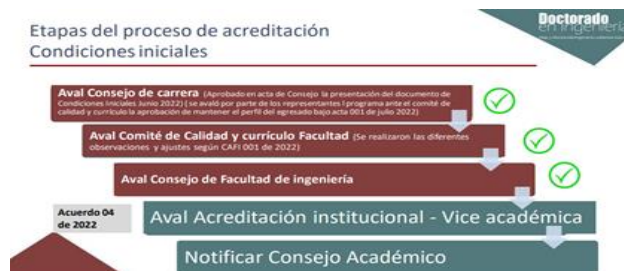 Etapas del proceso de acreditación
Condiciones iniciales
Doctorado
en Ingeniería
Aval Consejo de carrera (Aprobado en acta de Consejo la presentación del documento de
Condiciones Iniciales Junio 2022) (se avaló por parte de los representantes l programa ante el comité de
calidad y currículo la aprobación de mantener el perfil del egresado bajo acta 001 de julio 2022)
Aval Comité de Calidad y currículo Facultad (Se realizaron las diferentes
observaciones y ajustes según CAFI 001 de 2022)
Aval Consejo de Facultad de ingeniería
Acuerdo 04
de 2022
Aval Acreditación institucional - Vice académica
Notificar Consejo Académico